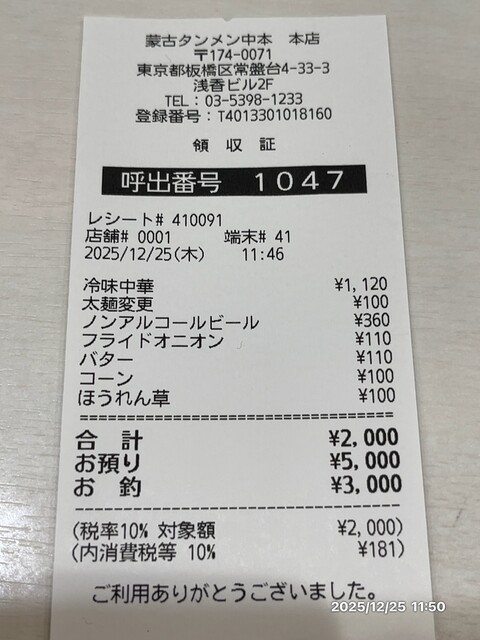 蒙古タンメン中本　本店
〒174-0071
東京都板橋区常盤台4-33-3
浅香ビル2F
TEL：03-5398-1233
登録番号：T4013301018160
領　収　証
呼出番号　１０４７
レシート# 410091
店舗# 0001　端末# 41
2025/12/25(木)　11:46
冷味中華　¥1,120
太麺変更　¥100
ノンアルコールビール　¥360
フライドオニオン　¥110
バター　¥110
コーン　¥100
ほうれん草　¥100
合　計　¥2,000
お預り　¥5,000
お　釣　¥3,000
(税率10% 対象額　¥2,000)
(内消費税等 10%　¥181)
ご利用ありがとうございました。
2025/12/25 11:50